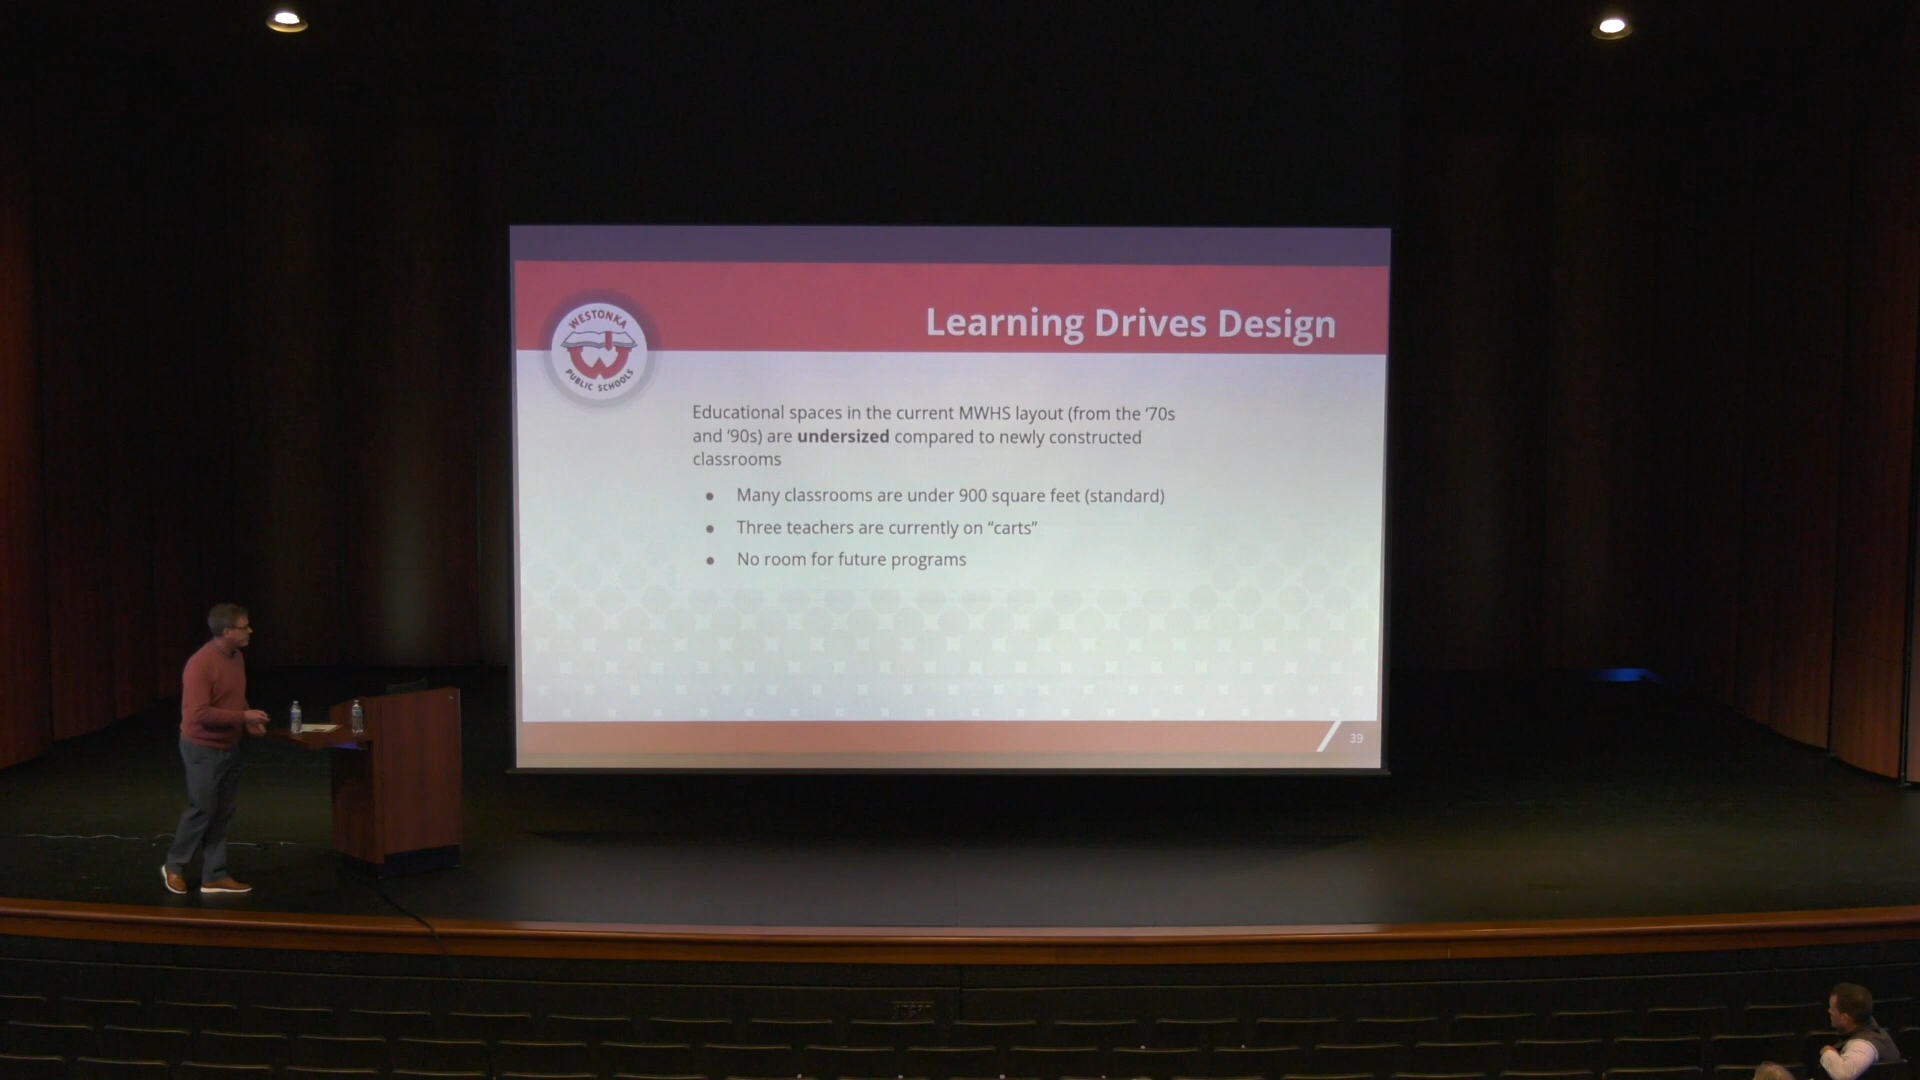 WESTONKA
W
PUBLIC SCHOOLS
Learning Drives Design
Educational spaces in the current MWHS layout (from the ‘70s
and ’90s) are undersized compared to newly constructed
classrooms
● Many classrooms are under 900 square feet (standard)
● Three teachers are currently on “carts”
● No room for future programs
39